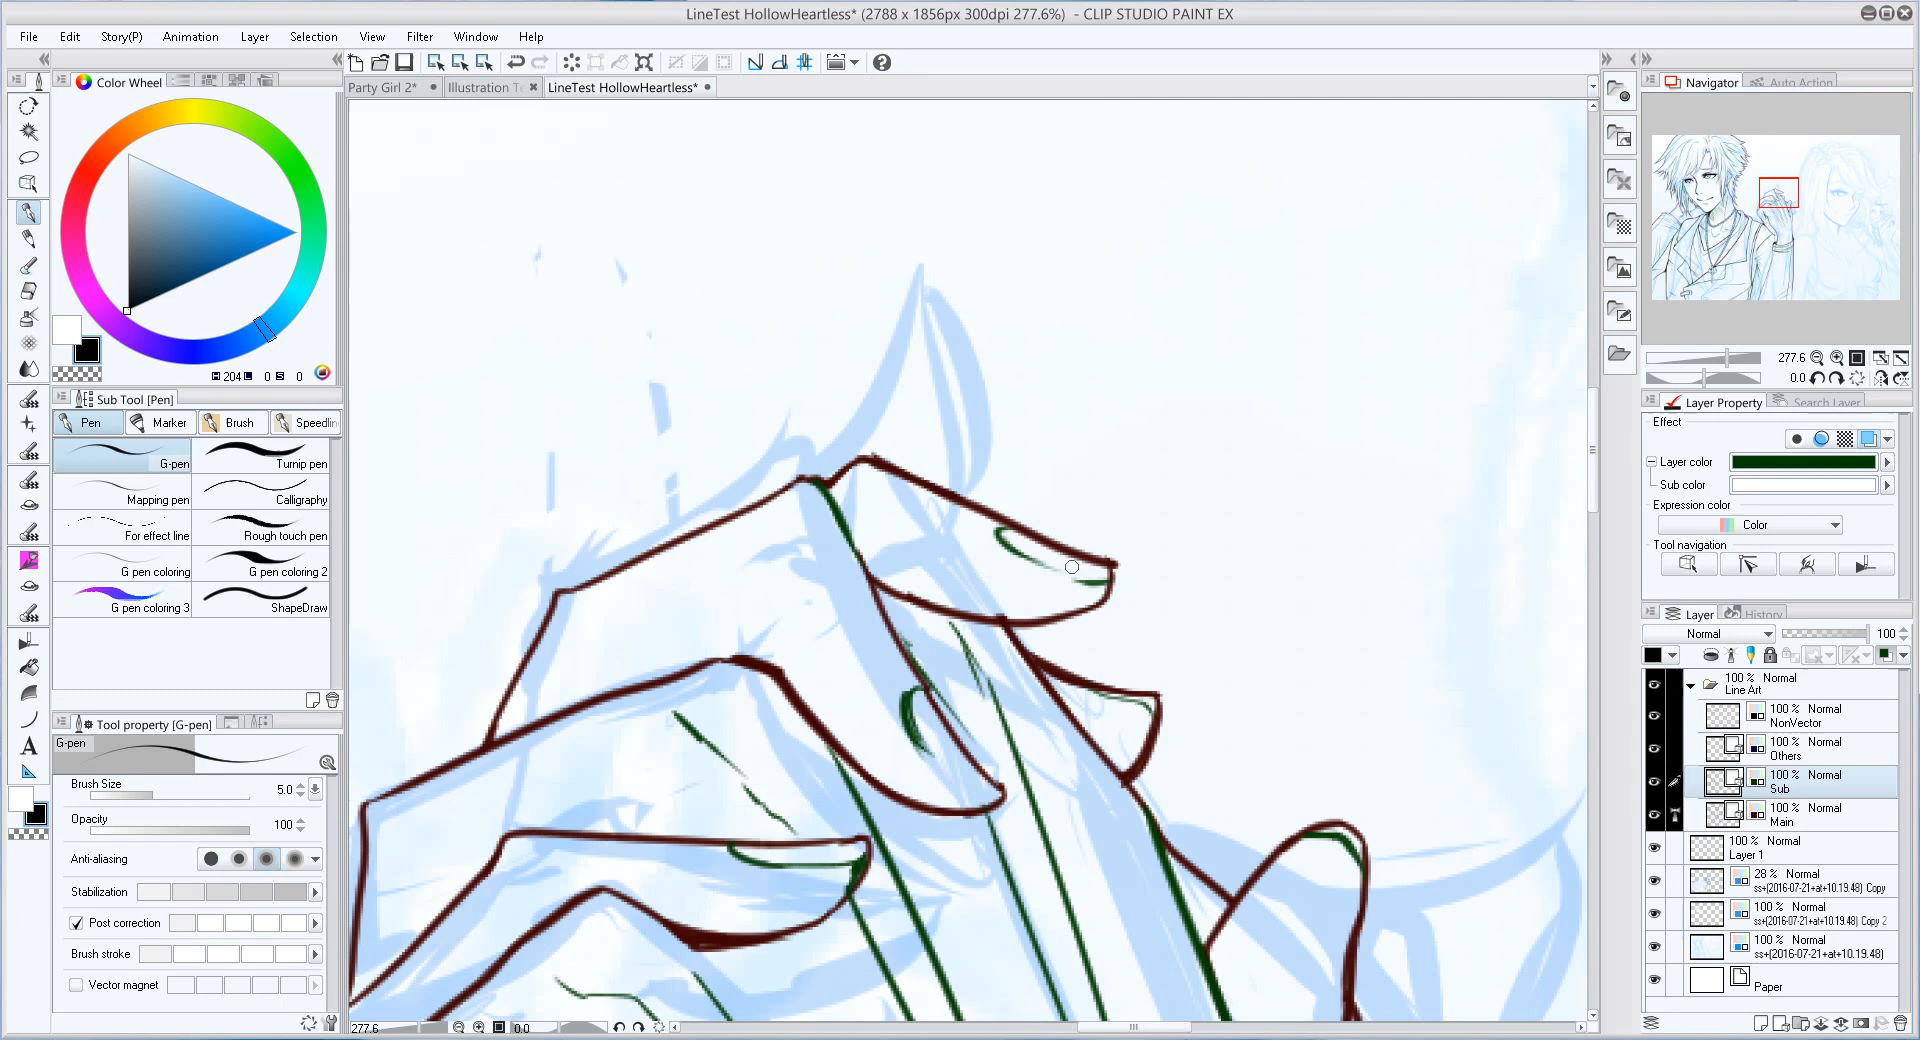 LineTest HollowHeartless* (2788 x 1856px 300dpi 277.6%) - CLIP STUDIO PAINT EX
File Edit Story(P) Animation Layer Selection View Filter Window Help
Color Wheel
Party Girl 2* Illustration Te LineTest HollowHeartless*
204 0 0
Sub Tool [Pen]
Pen Marker Brush Speedlin
G-pen Turnip pen
Mapping pen Calligraphy
For effect line Rough touch pen
G pen coloring G pen coloring 2
G pen coloring 3 ShapeDraw
Tool property [G-pen]
G-pen
Brush Size 5.0
Opacity 100
Anti-aliasing
Stabilization
Post correction
Brush stroke
Vector magnet
277.6 0.0
Navigator Auto Action
277.6
0.0
Layer Property Search Layer
Effect
Layer color
Sub color
Expression color
Color
Tool navigation
Layer History
Normal 100
100 % Normal
Line Art
100 % Normal
NonVector
100 % Normal
Others
100 % Normal
Sub
100 % Normal
Main
100 % Normal
Layer 1
28 % Normal
ss+(2016-07-21+at+10.19.48) Copy
100 % Normal
ss+(2016-07-21+at+10.19.48) Copy 2
100 % Normal
ss+(2016-07-21+at+10.19.48)
Paper